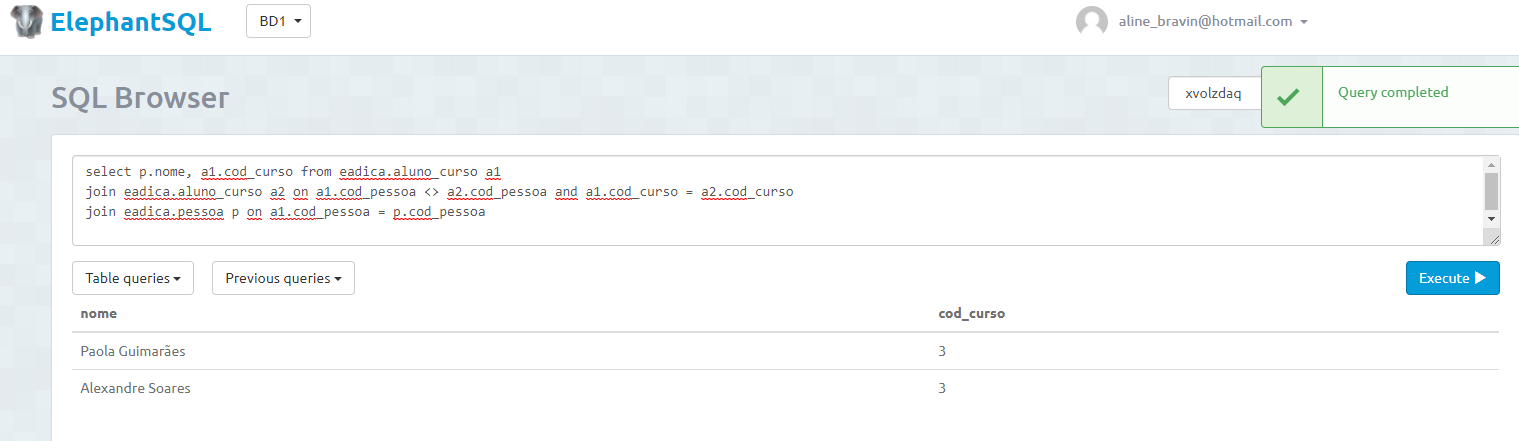 ElephantSQL BD1 aline_bravin@hotmail.com
SQL Browser xvolzdaq Query completed
select p.nome, a1.cod_curso from eadica.aluno_curso a1
join eadica.aluno_curso a2 on a1.cod_pessoa <> a2.cod_pessoa and a1.cod_curso = a2.cod_curso
join eadica.pessoa p on a1.cod_pessoa = p.cod_pessoa
Table queries Previous queries Execute
nome cod_curso
Paola Guimarães 3
Alexandre Soares 3